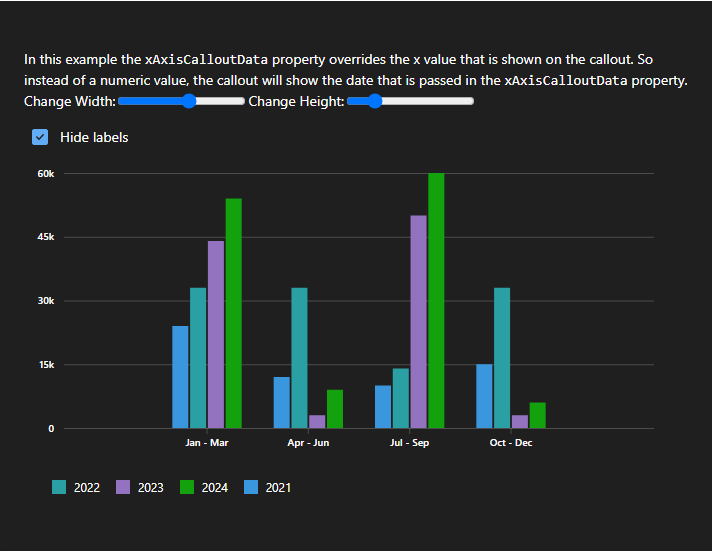 In this example the xAxisCalloutData property overrides the x value that is shown on the callout. So
instead of a numeric value, the callout will show the date that is passed in the xAxisCalloutData property.
Change Width: Change Height:
Hide labels
60k
45k
30k
15k
0
Jan - Mar Apr - Jun Jul - Sep Oct - Dec
2022 2023 2024 2021